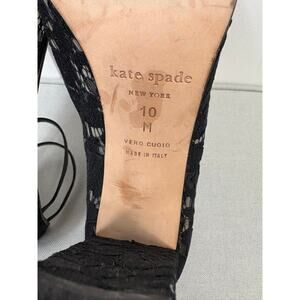 kate spade
NEW YORK
10
M
VERO CUOIO
MADE IN ITALY